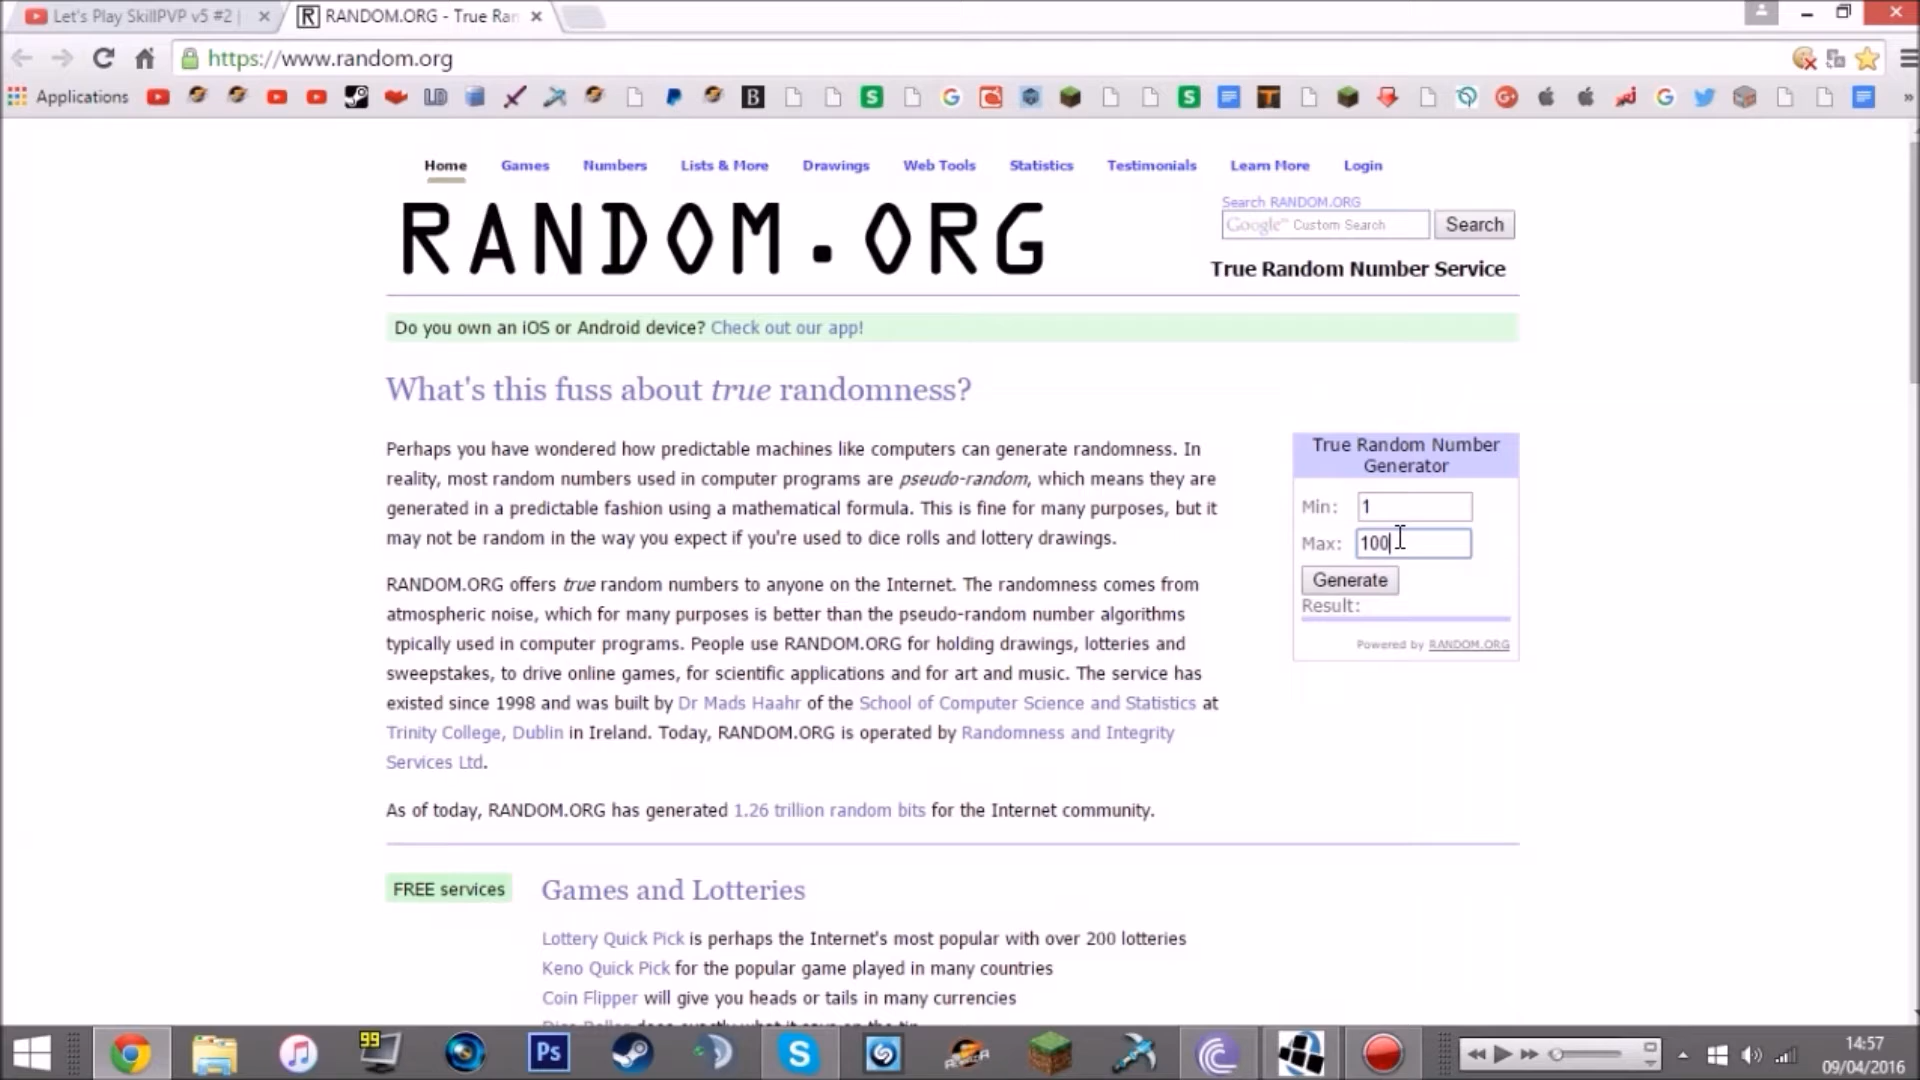 Let's Play SkillPVP v5 #2 |
RANDOM.ORG - True Ran
https://www.random.org
Applications
Home Games Numbers Lists & More Drawings Web Tools Statistics Testimonials Learn More Login
RANDOM.ORG
Search RANDOM.ORG
Google™ Custom Search Search
True Random Number Service
Do you own an iOS or Android device? Check out our app!
What's this fuss about true randomness?
Perhaps you have wondered how predictable machines like computers can generate randomness. In
reality, most random numbers used in computer programs are pseudo-random, which means they are
generated in a predictable fashion using a mathematical formula. This is fine for many purposes, but it
may not be random in the way you expect if you're used to dice rolls and lottery drawings.
RANDOM.ORG offers true random numbers to anyone on the Internet. The randomness comes from
atmospheric noise, which for many purposes is better than the pseudo-random number algorithms
typically used in computer programs. People use RANDOM.ORG for holding drawings, lotteries and
sweepstakes, to drive online games, for scientific applications and for art and music. The service has
existed since 1998 and was built by Dr Mads Haahr of the School of Computer Science and Statistics at
Trinity College, Dublin in Ireland. Today, RANDOM.ORG is operated by Randomness and Integrity
Services Ltd.
As of today, RANDOM.ORG has generated 1.26 trillion random bits for the Internet community.
True Random Number
Generator
Min: 1
Max: 100
Generate
Result:
Powered by RANDOM.ORG
FREE services
Games and Lotteries
Lottery Quick Pick is perhaps the Internet's most popular with over 200 lotteries
Keno Quick Pick for the popular game played in many countries
Coin Flipper will give you heads or tails in many currencies
Dice Roller does exactly what it says on the tin
99
Ps
14:57
09/04/2016